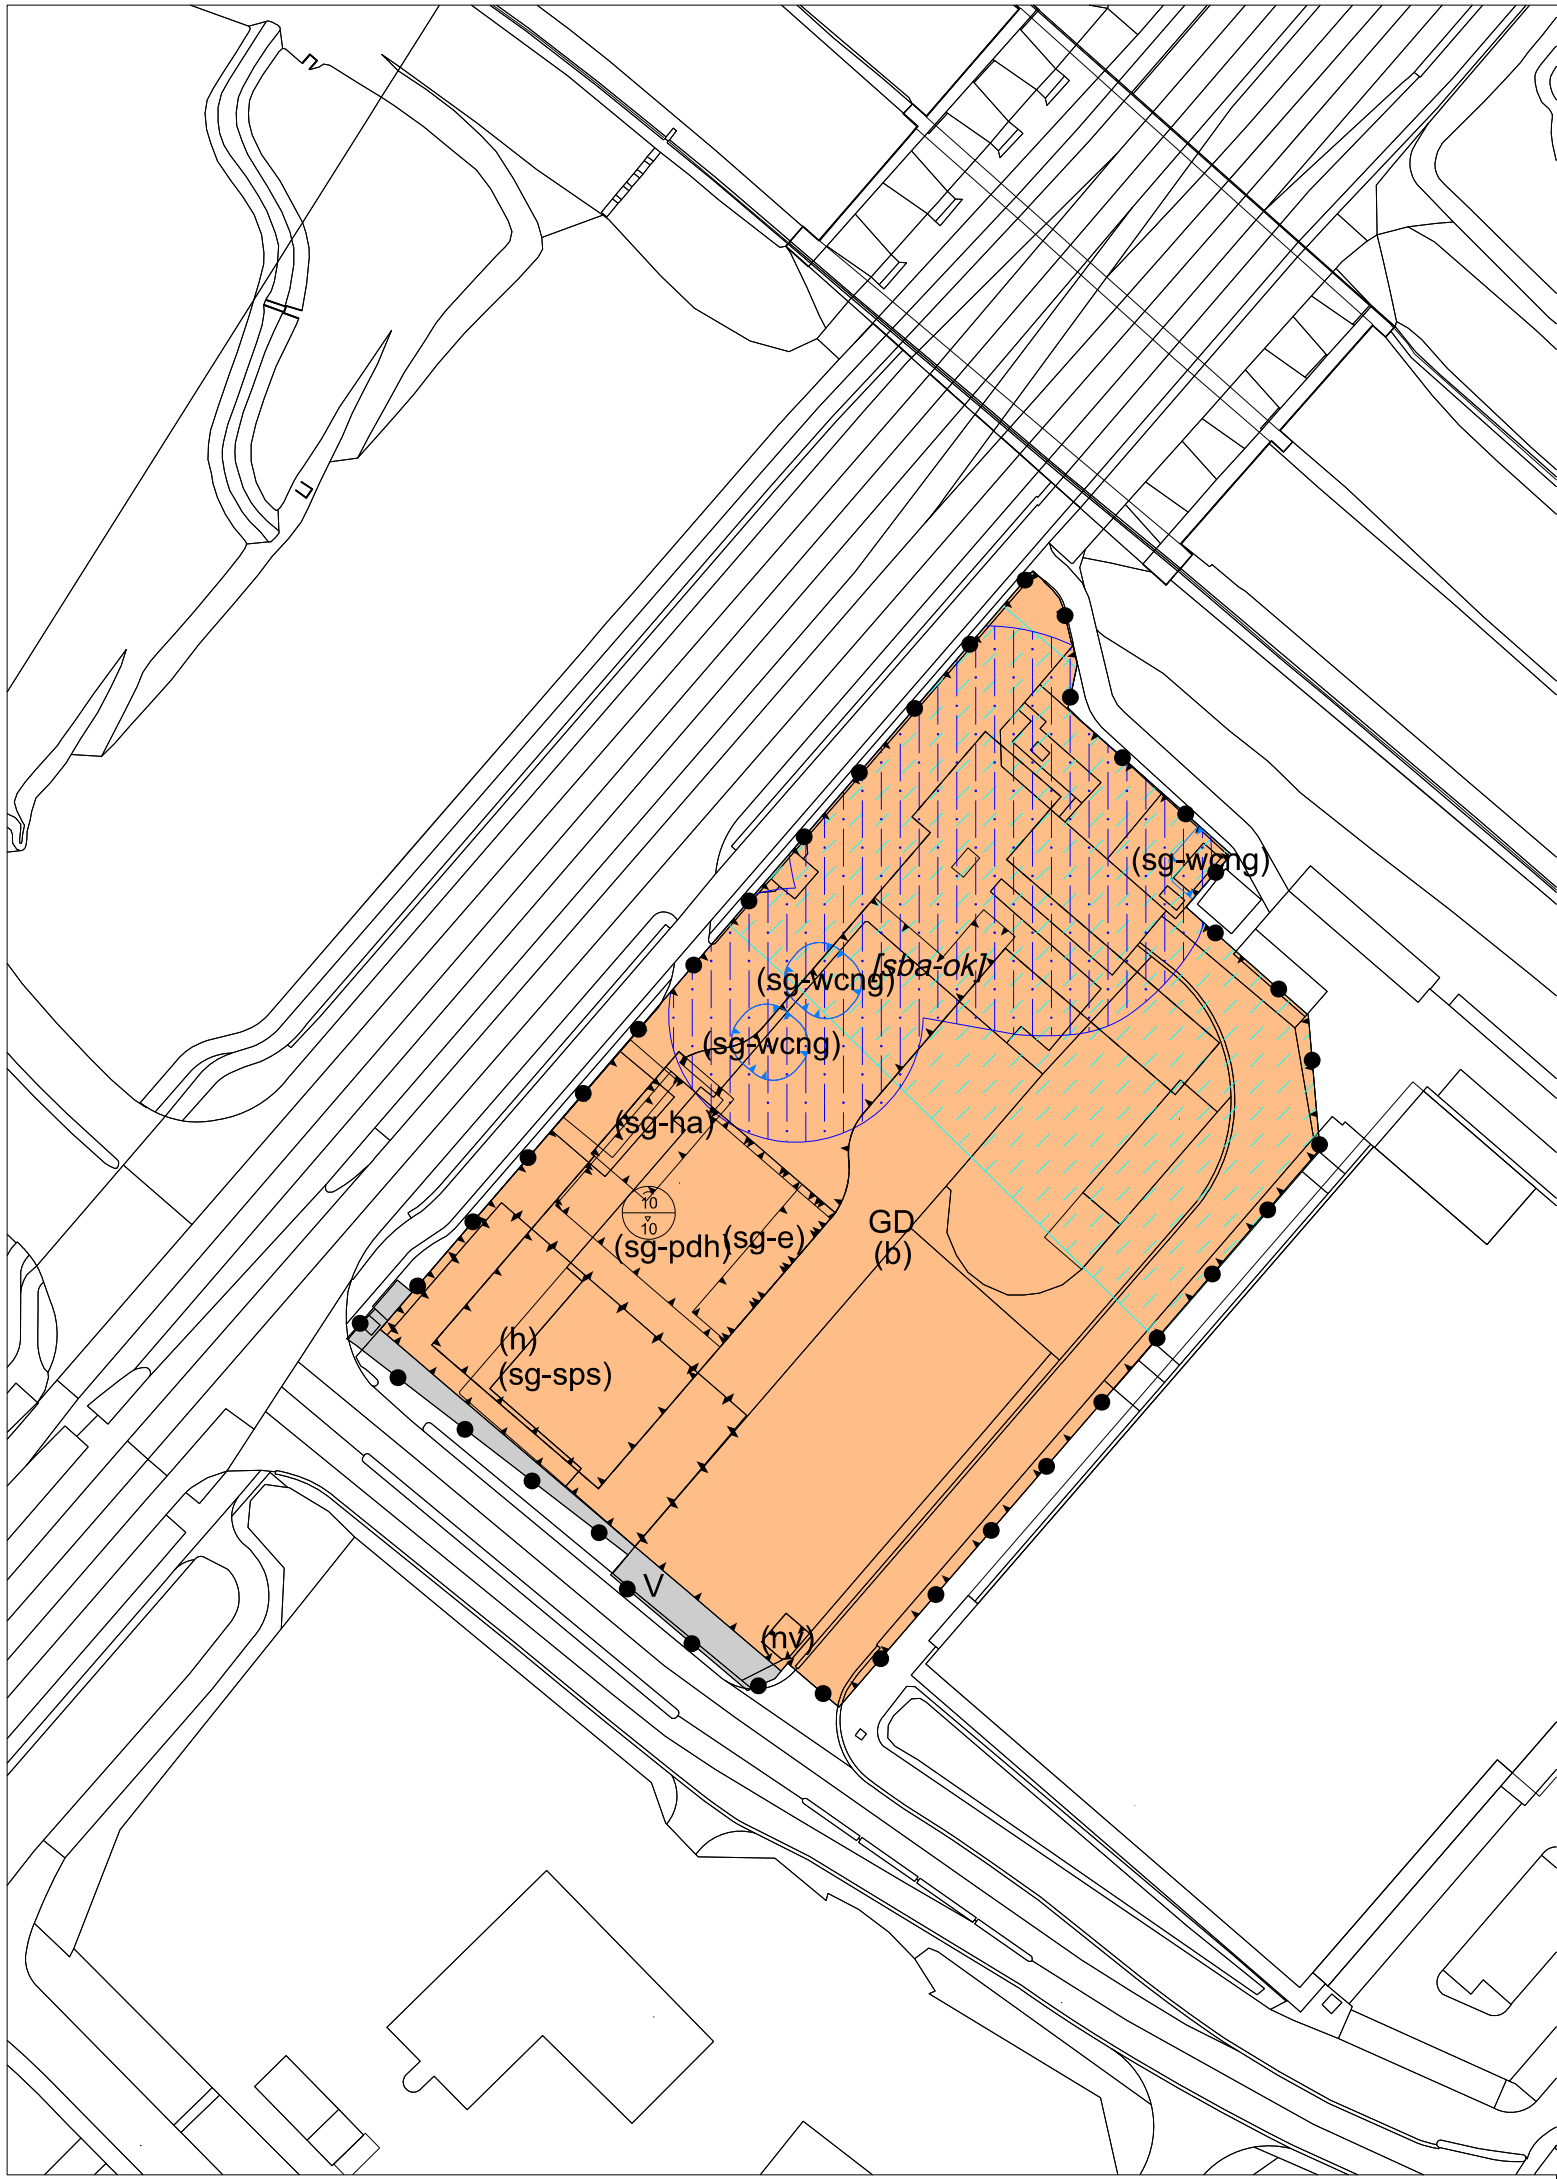 (sg-wcng)
[sba-ok]
(sg-wcng)
(sg-wcng)
(sg-ha)
10
10
GD
(sg-pdh)
(sg-e)
(b)
(h)
(sg-sps)
V
(nv)